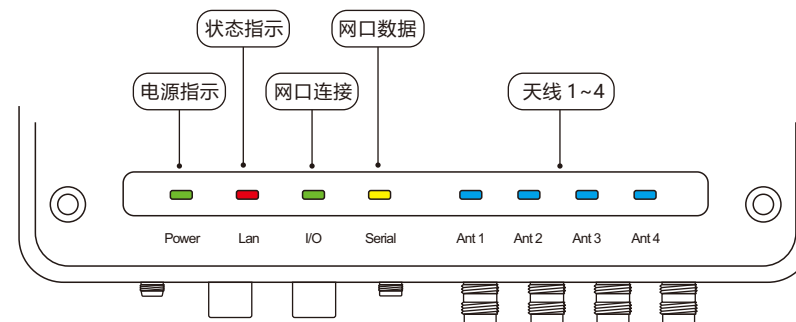 状态指示
网口数据
电源指示
网口连接
天线 1~4
Power
Lan
I/O
Serial
Ant 1
Ant 2
Ant 3
Ant 4